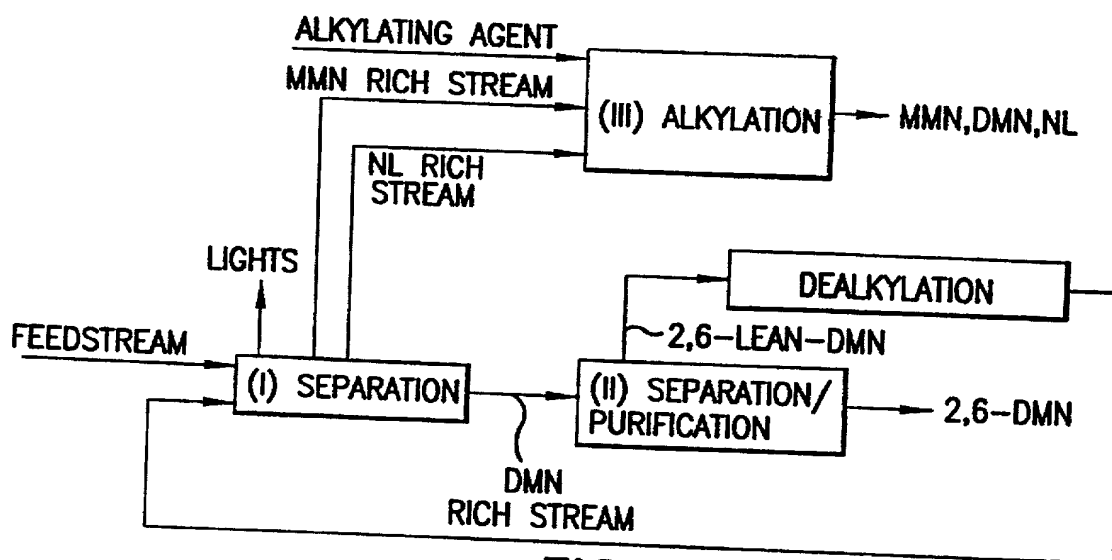 ALKYLATING AGENT
MMN RICH STREAM
(III) ALKYLATION
MMN,DMN,NL
NL RICH
STREAM
LIGHTS
DEALKYLATION
FEEDSTREAM
2,6-LEAN-DMN
(I) SEPARATION
(II) SEPARATION/
PURIFICATION
2,6-DMN
DMN
RICH STREAM